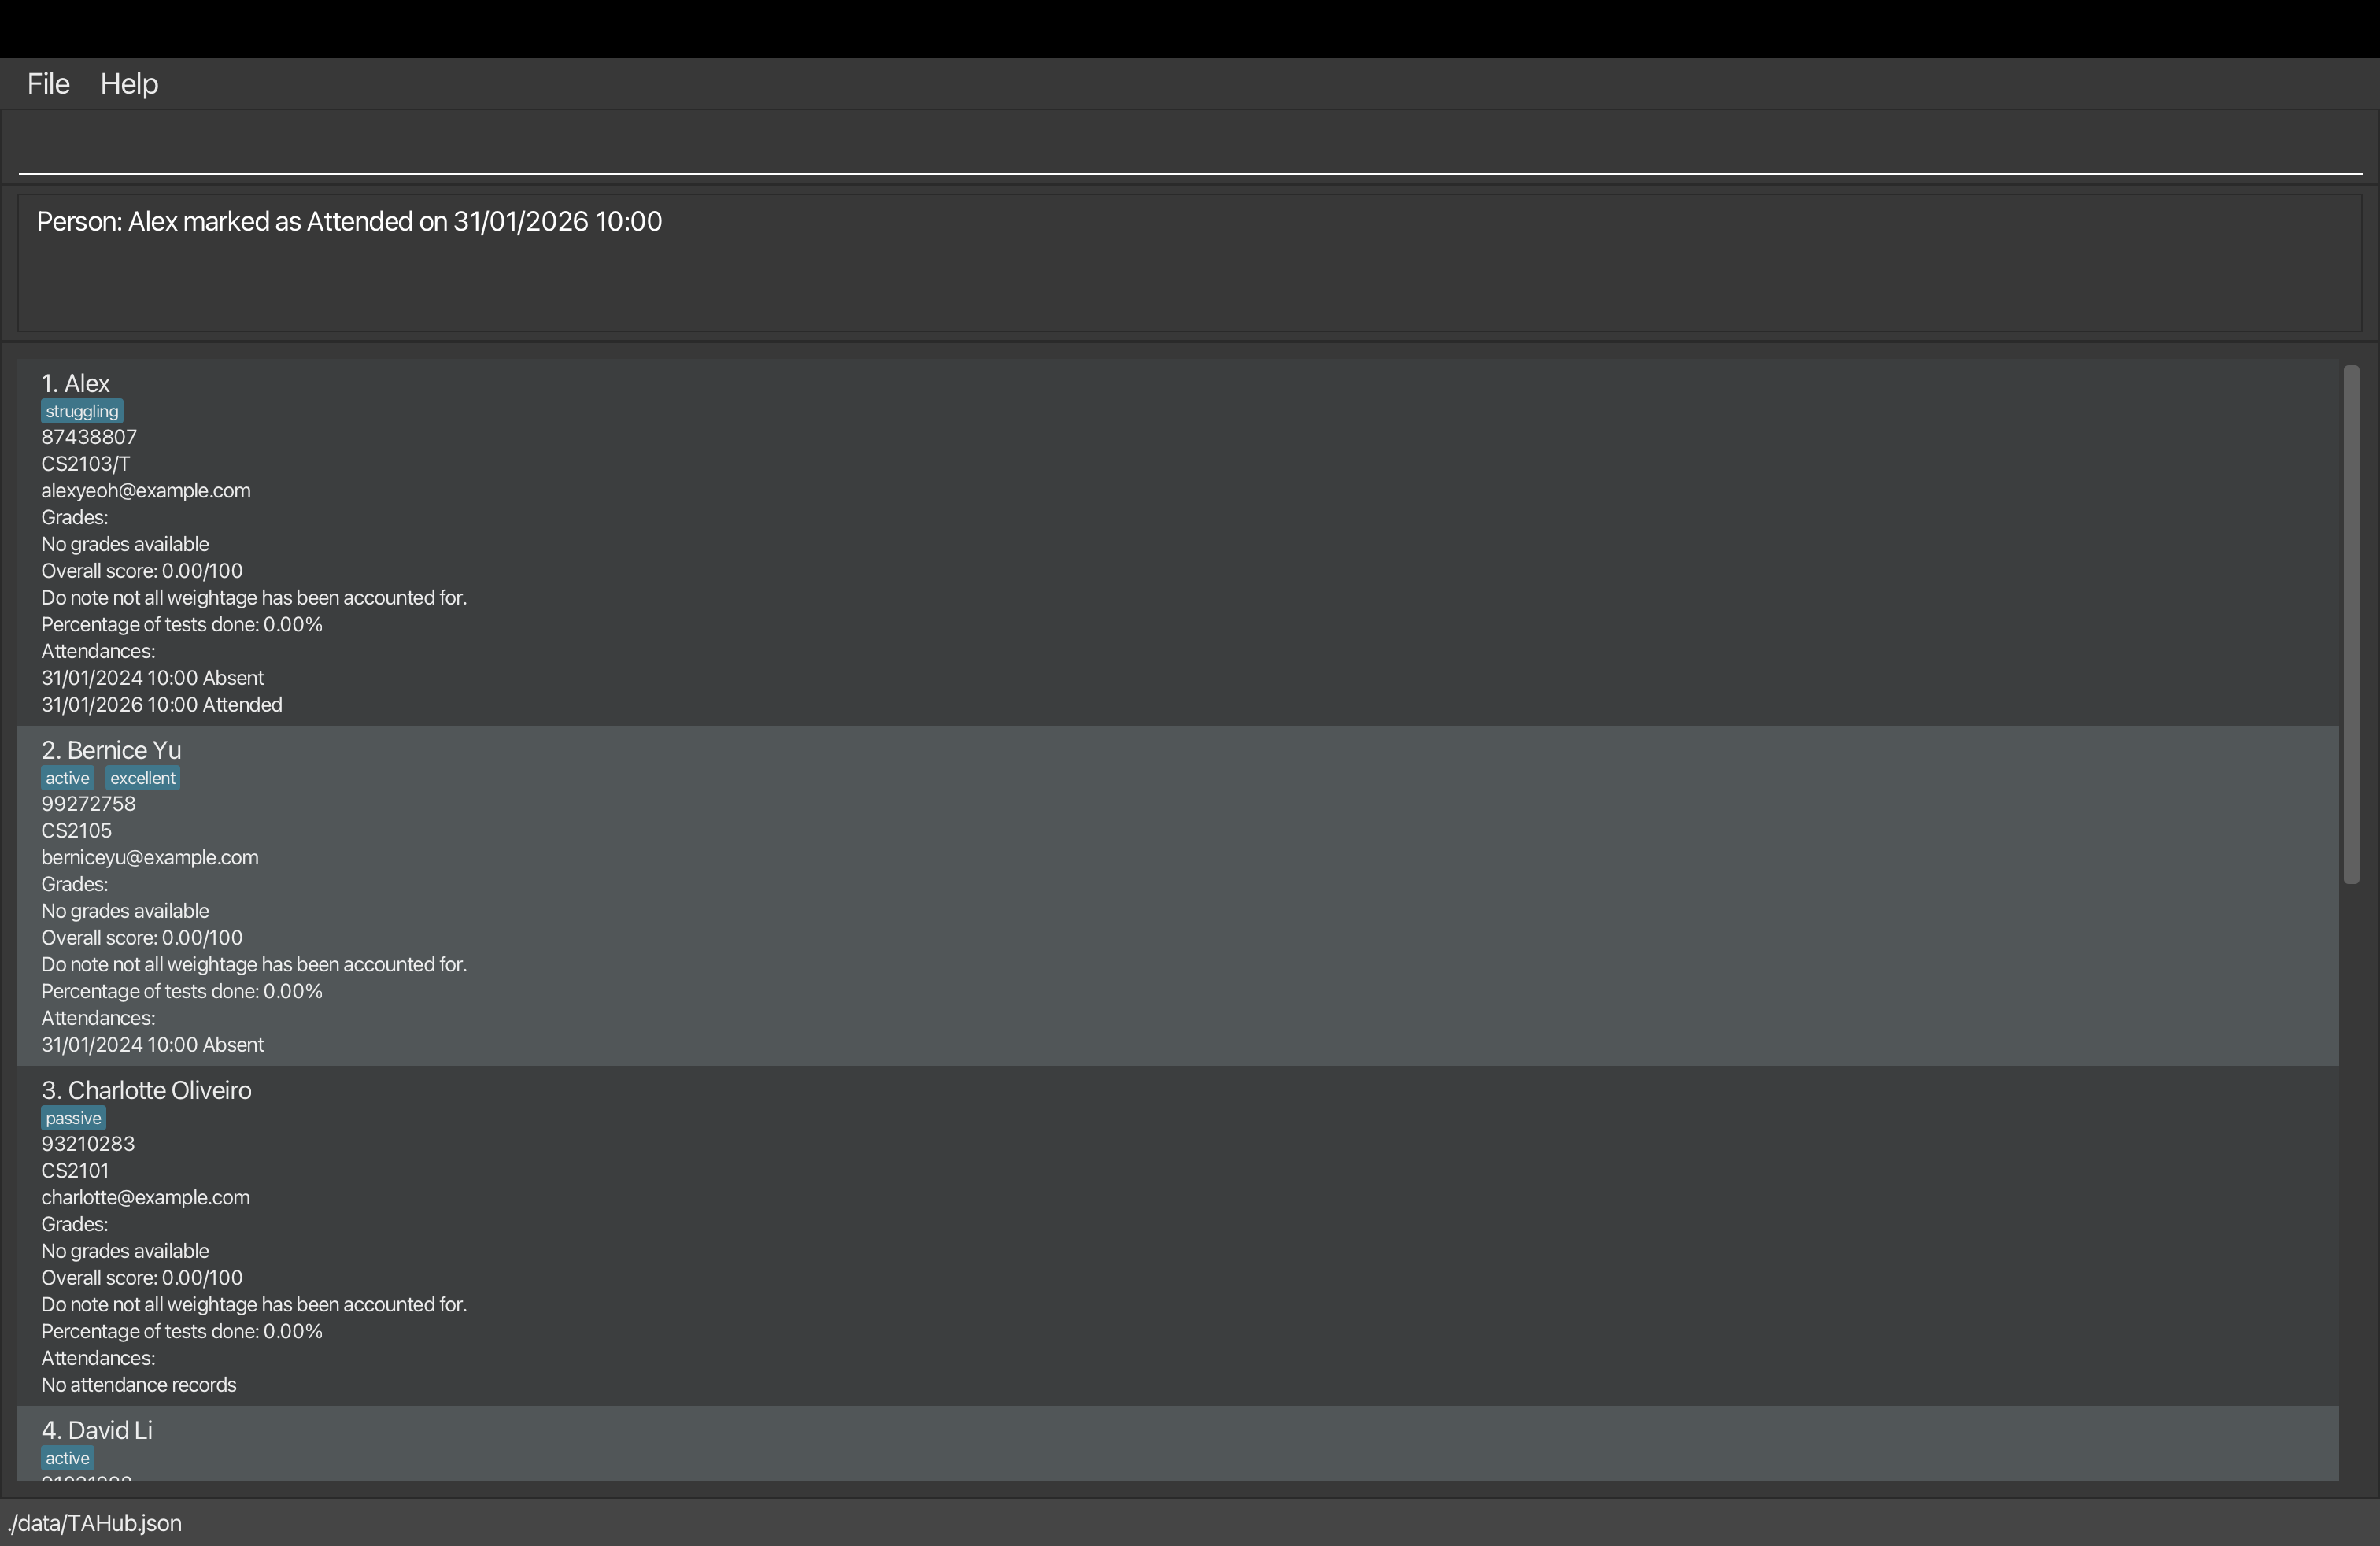 File Help
Person: Alex marked as Attended on 31/01/2026 10:00
1. Alex
struggling
87438807
CS2103/T
alexyeoh@example.com
Grades:
No grades available
Overall score: 0.00/100
Do note not all weightage has been accounted for.
Percentage of tests done: 0.00%
Attendances:
31/01/2024 10:00 Absent
31/01/2026 10:00 Attended
2. Bernice Yu
active excellent
99272758
CS2105
berniceyu@example.com
Grades:
No grades available
Overall score: 0.00/100
Do note not all weightage has been accounted for.
Percentage of tests done: 0.00%
Attendances:
31/01/2024 10:00 Absent
3. Charlotte Oliveiro
passive
93210283
CS2101
charlotte@example.com
Grades:
No grades available
Overall score: 0.00/100
Do note not all weightage has been accounted for.
Percentage of tests done: 0.00%
Attendances:
No attendance records
4. David Li
active
./data/TAHub.json